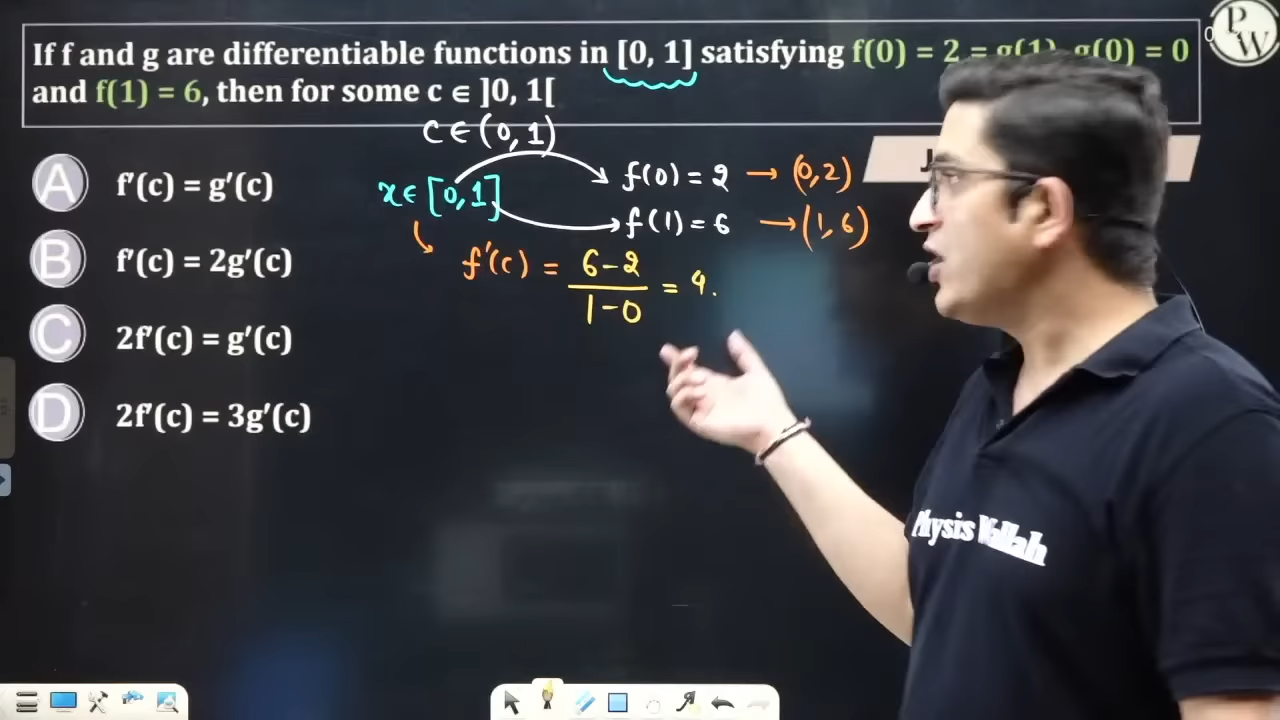 If f and g are differentiable functions in [0, 1] satisfying f(0) = 2 = g(1), g(0) = 0
and f(1) = 6, then for some c ∈ ]0, 1[
P
W
C ∈ (0, 1)
A f′(c) = g′(c)
x ∈ [0, 1]
f(0) = 2 → (0, 2)
f(1) = 6 → (1, 6)
B f′(c) = 2g′(c)
f′(c) = 6 - 2 / 1 - 0 = 4.
C 2f′(c) = g′(c)
D 2f′(c) = 3g′(c)
Physics Wallah